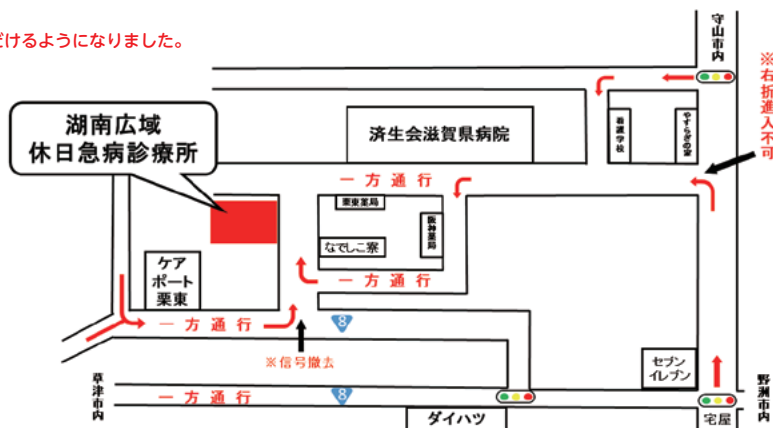 だけるようになりました。
守山市内
※右折進入不可
湖南広域
休日急病診療所
済生会滋賀県病院
看護学校
やすらぎの家
一方通行
栗東薬局
阪神薬局
なでしこ寮
一方通行
ケア
ポート
栗東
一方通行
8
※信号撤去
セブン
イレブン
草津市内
一方通行
8
ダイハツ
宅屋
野洲市内